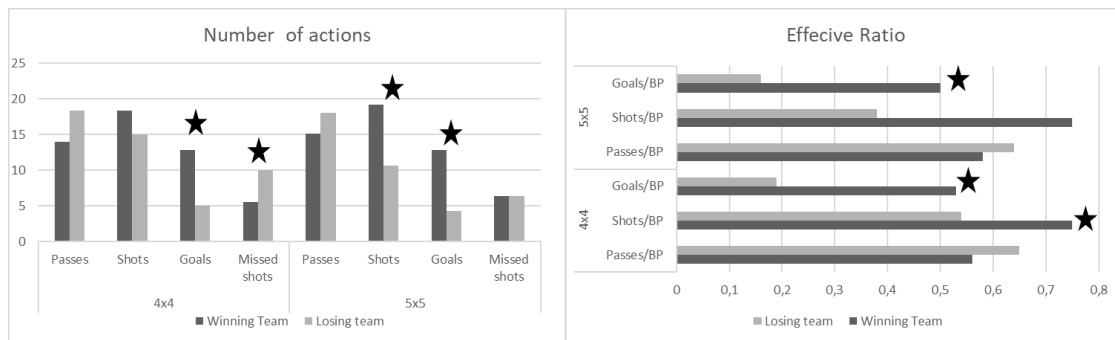 Number of actions
25
20
15
10
5
0
Passes
Shots
Goals
Missed
shots
Passes
Shots
Goals
Missed
shots
4x4
5x5
Winning Team
Losing team
Effecive Ratio
5x5
Goals/BP
Shots/BP
Passes/BP
4x4
Goals/BP
Shots/BP
Passes/BP
0
0,1
0,2
0,3
0,4
0,5
0,6
0,7
0,8
Losing team
Winning Team